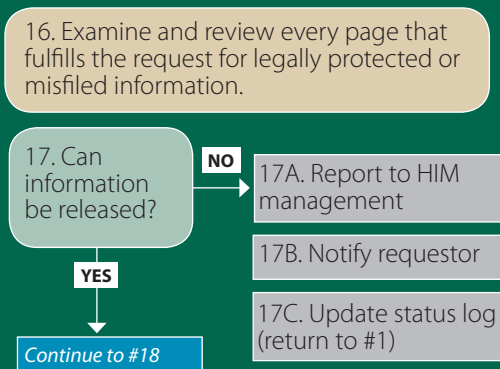 16. Examine and review every page that
fulfills the request for legally protected or
misfiled information.
17. Can
information
be released?
NO
17A. Report to HIM
management
17B. Notify requestor
17C. Update status log
(return to #1)
YES
Continue to #18